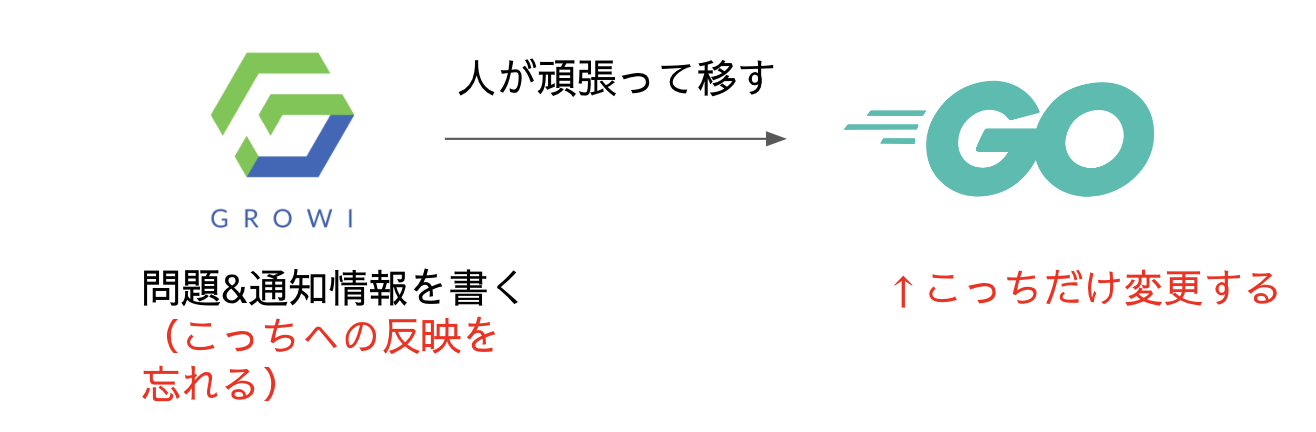 人が頑張って移す
GO
GROWI
問題&通知情報を書く
（こっちへの反映を
忘れる）
↑こっちだけ変更する